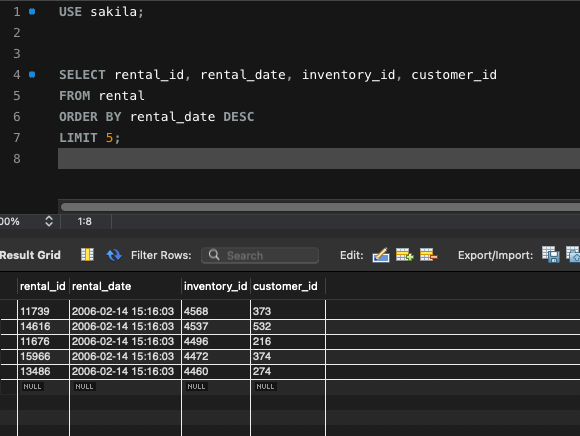 1 USE sakila;
2
3
4 SELECT rental_id, rental_date, inventory_id, customer_id
5 FROM rental
6 ORDER BY rental_date DESC
7 LIMIT 5;
8
00% 1:8
Result Grid Filter Rows: Search Edit: Export/Import:
rental_id rental_date inventory_id customer_id
11739 2006-02-14 15:16:03 4568 373
14616 2006-02-14 15:16:03 4537 532
11676 2006-02-14 15:16:03 4496 216
15966 2006-02-14 15:16:03 4472 374
13486 2006-02-14 15:16:03 4460 274
NULL NULL NULL NULL